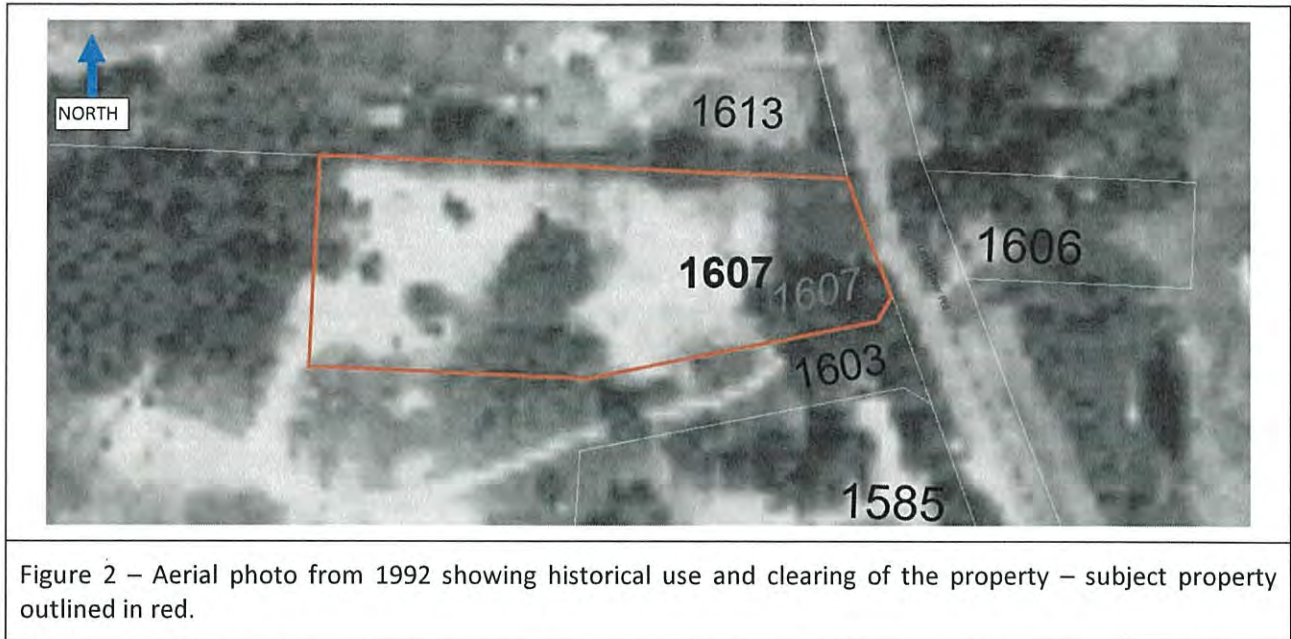 NORTH
1613
1606
1607
1607
1603
1585
Figure 2 – Aerial photo from 1992 showing historical use and clearing of the property – subject property
outlined in red.